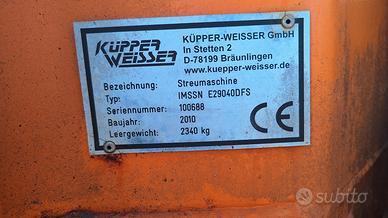 KÜPPER
WEISSER
KÜPPER-WEISSER GmbH
In Stetten 2
D-78199 Bräunlingen
www.kuepper-weisser.de
Bezeichnung: Streumaschine
Typ: IMSSN E29040DFS
Seriennummer: 100688
Baujahr: 2010
Leergewicht: 2340 kg
subito